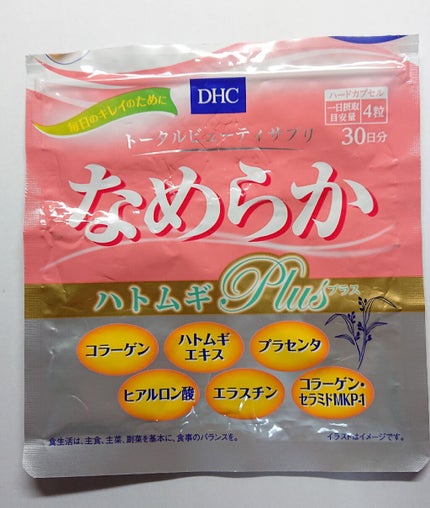 毎日のキレイのために
DHC
ハードカプセル
一日摂取目安量 4粒
30日分
トータルビューティサプリ
なめらか
ハトムギ Plus プラス
コラーゲン
ハトムギ
エキス
プラセンタ
ヒアルロン酸
エラスチン
コラーゲン・
セラミドMKP-1
食生活は、主食、主菜、副菜を基本に、食事のバランスを。
イラストはイメージです。